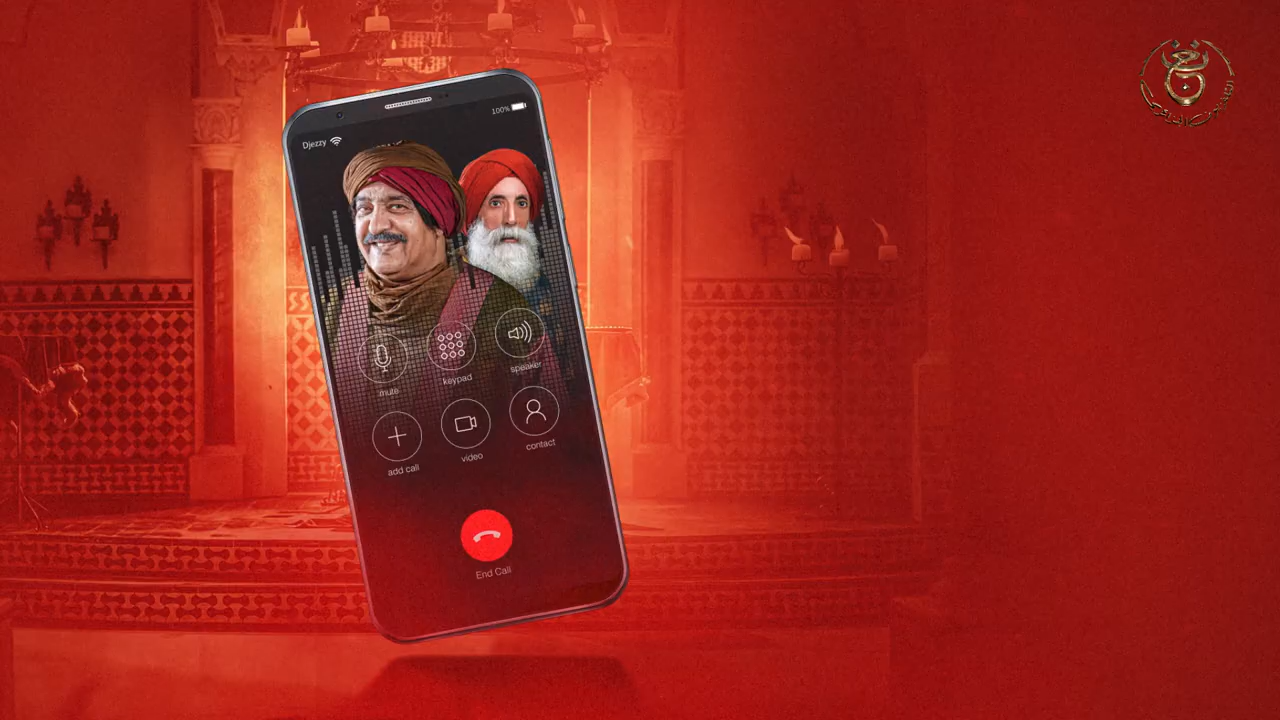 100%
Djezzy
mute
keypad
speaker
add call
video
contact
End Call